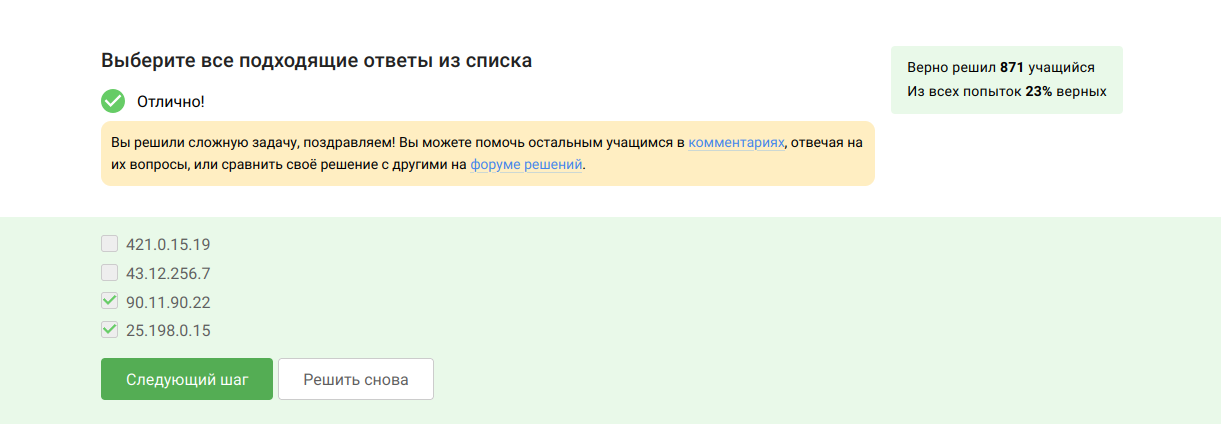 Выберите все подходящие ответы из списка
Верно решил 871 учащийся
Из всех попыток 23% верных
Отлично!
Вы решили сложную задачу, поздравляем! Вы можете помочь остальным учащимся в комментариях, отвечая на
их вопросы, или сравнить своё решение с другими на форуме решений.
421.0.15.19
43.12.256.7
90.11.90.22
25.198.0.15
Следующий шаг
Решить снова